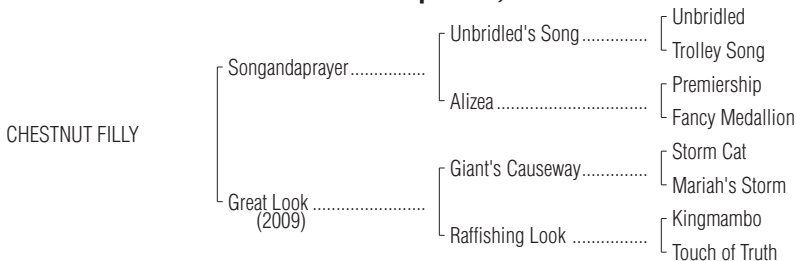 Unbridled
Unbridled's Song..............
Trolley Song
Songandaprayer................
Premiership
Alizea................................
Fancy Medallion
CHESTNUT FILLY
Storm Cat
Giant's Causeway..............
Mariah's Storm
Great Look ........................
(2009)
Kingmambo
Raffishing Look ................
Touch of Truth